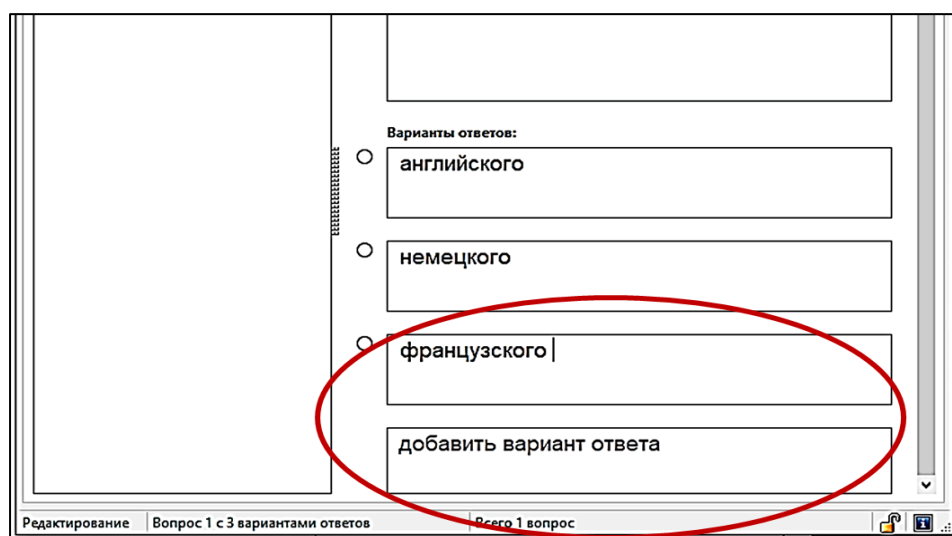 Варианты ответов:
английского
немецкого
французского
добавить вариант ответа
Редактирование Вопрос 1 с 3 вариантами ответов Всего 1 вопрос